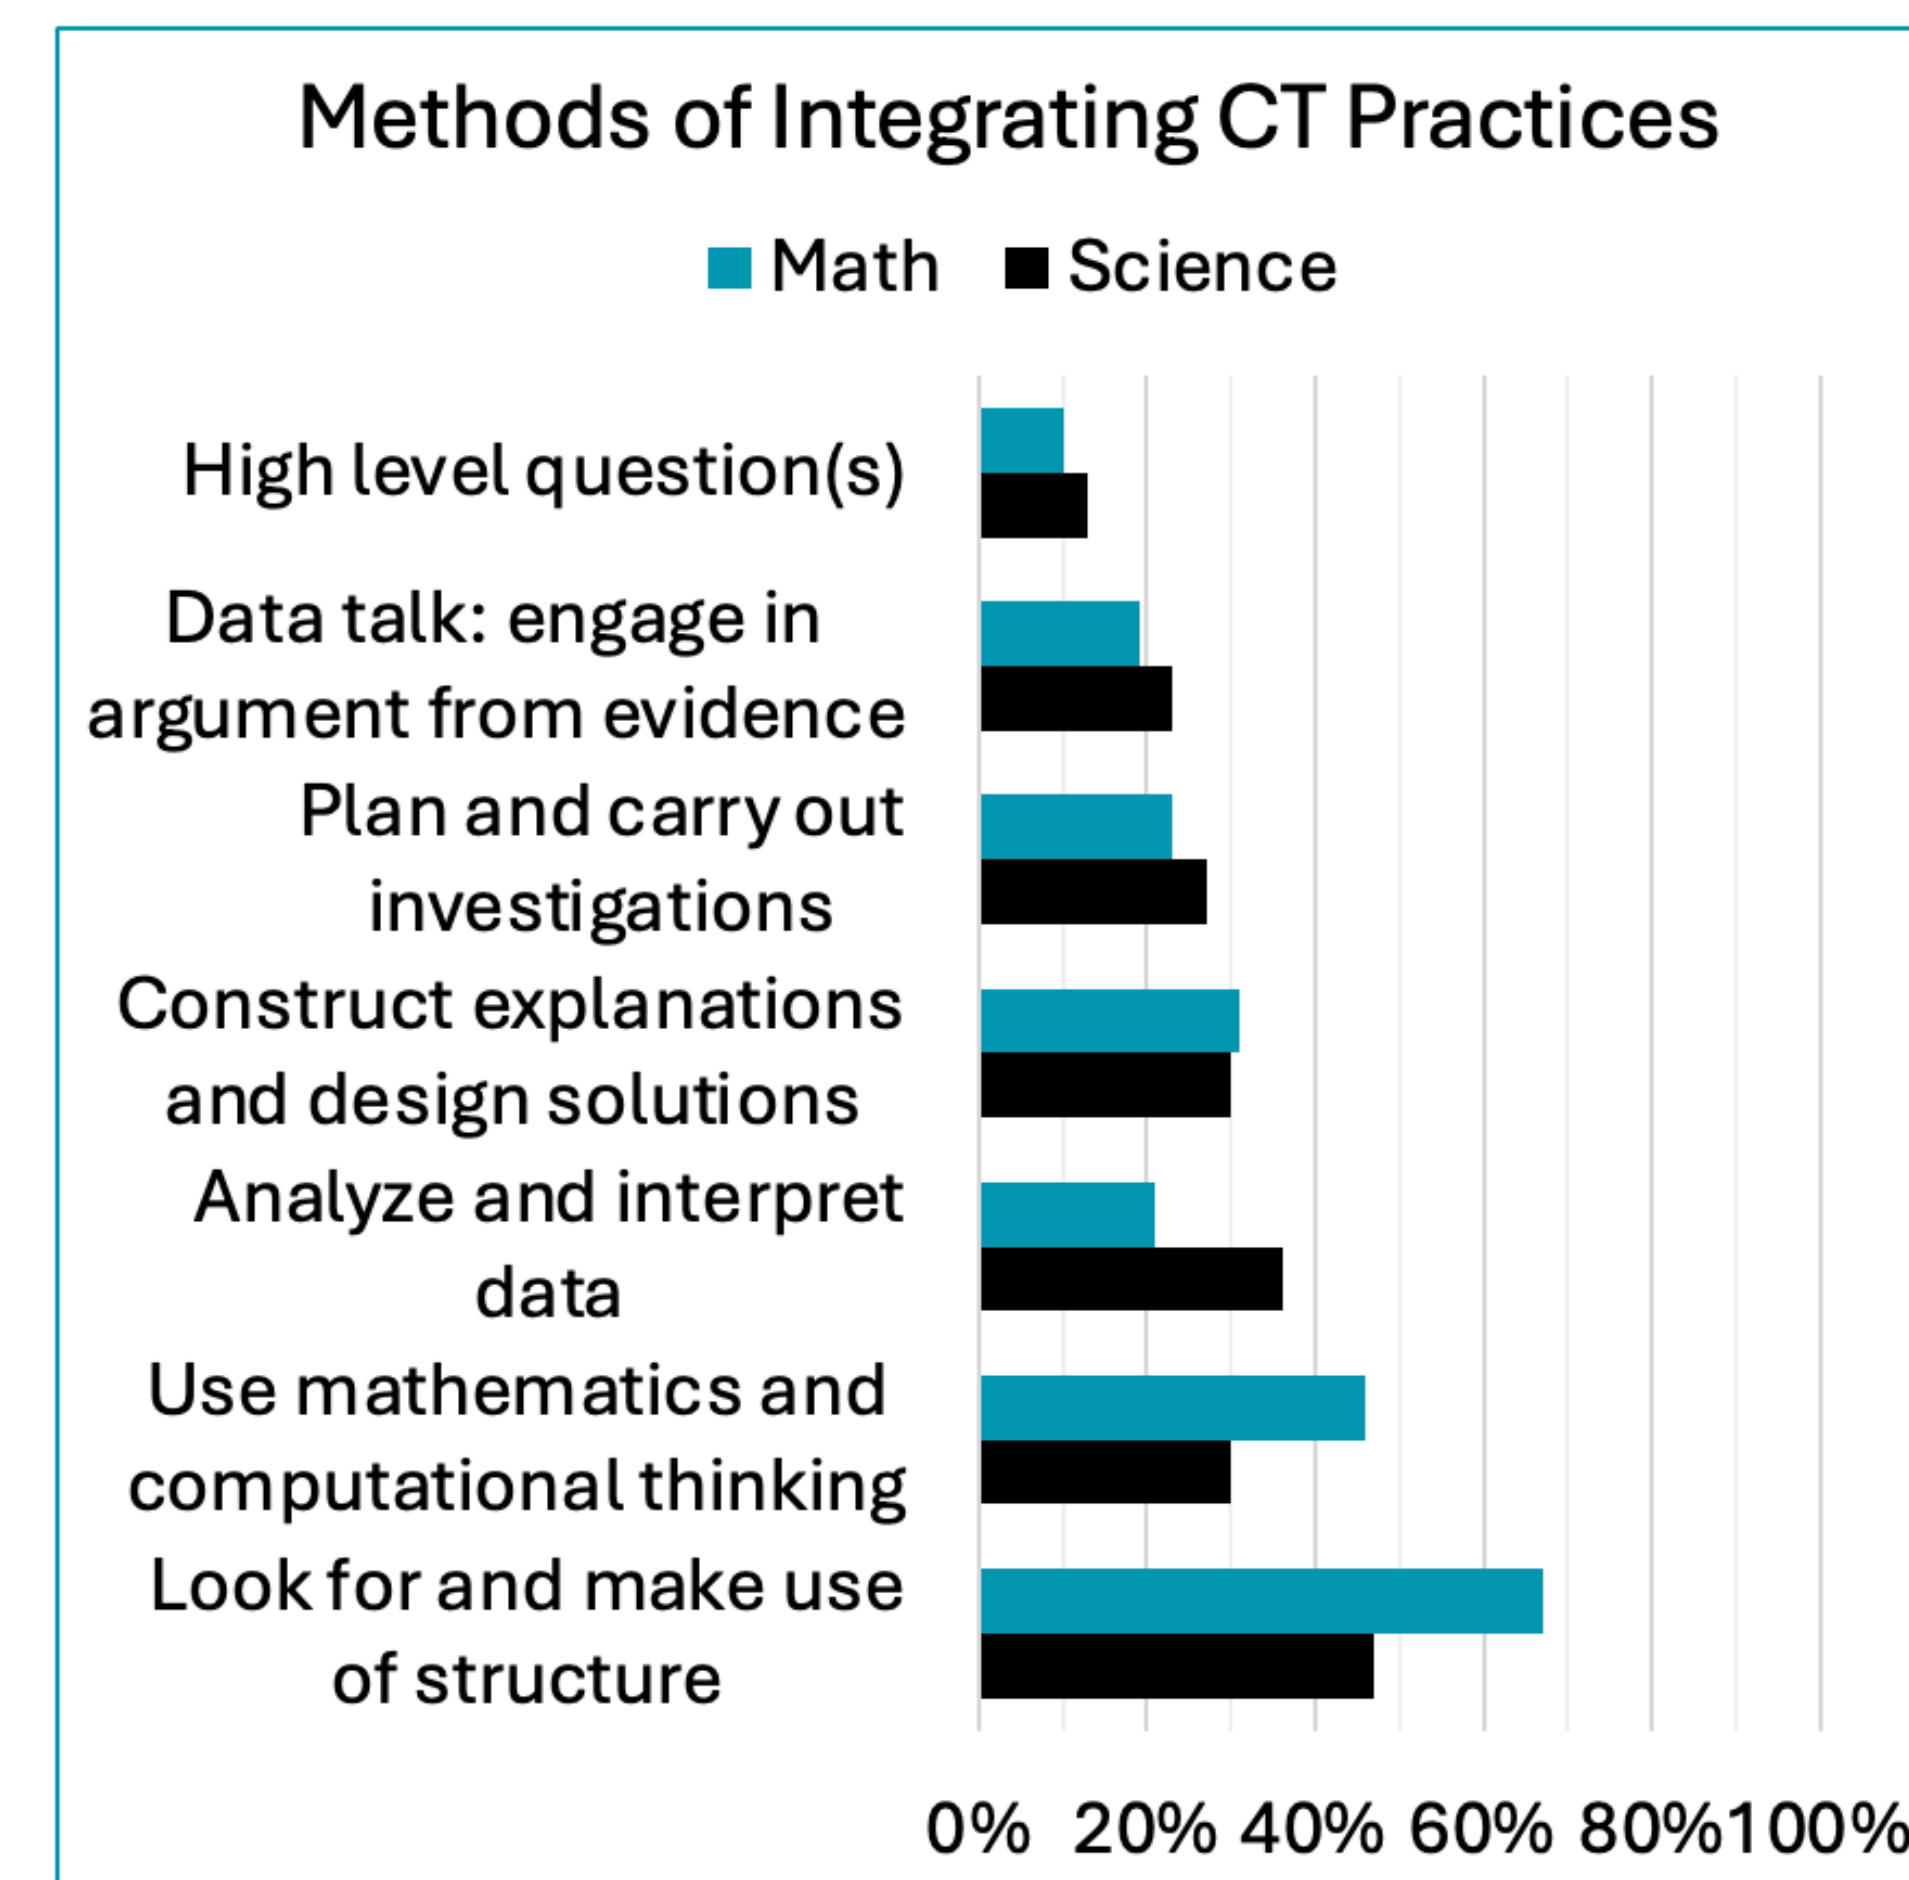 Methods of Integrating CT Practices
Math Science
High level question(s)
Data talk: engage in
argument from evidence
Plan and carry out
investigations
Construct explanations
and design solutions
Analyze and interpret
data
Use mathematics and
computational thinking
Look for and make use
of structure
0% 20% 40% 60% 80% 100%